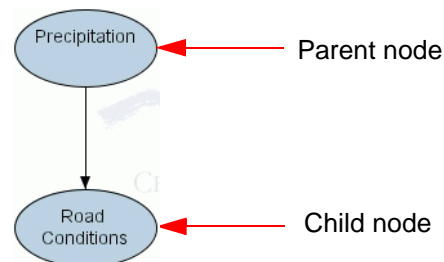 Precipitation
Parent node
Road
Conditions
Child node